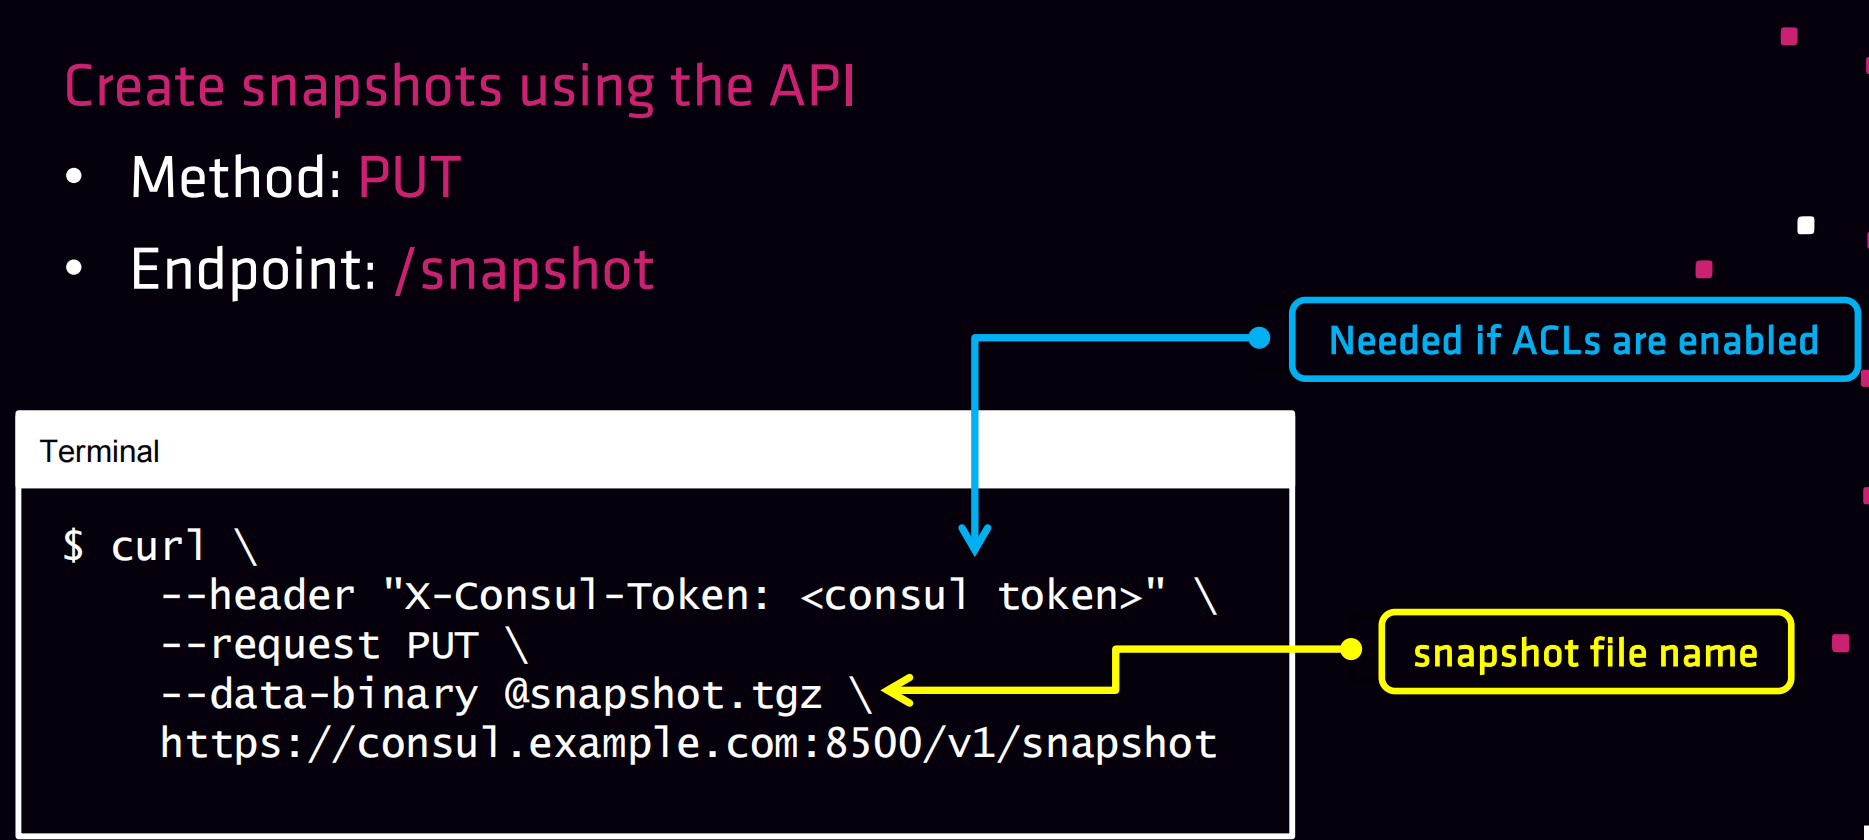 Create snapshots using the API
• Method: PUT
• Endpoint: /snapshot
Needed if ACLs are enabled
Terminal
$ curl \
--header "X-Consul-Token: <consul token>" \
--request PUT \
--data-binary @snapshot.tgz \
snapshot file name
https://consul.example.com:8500/v1/snapshot